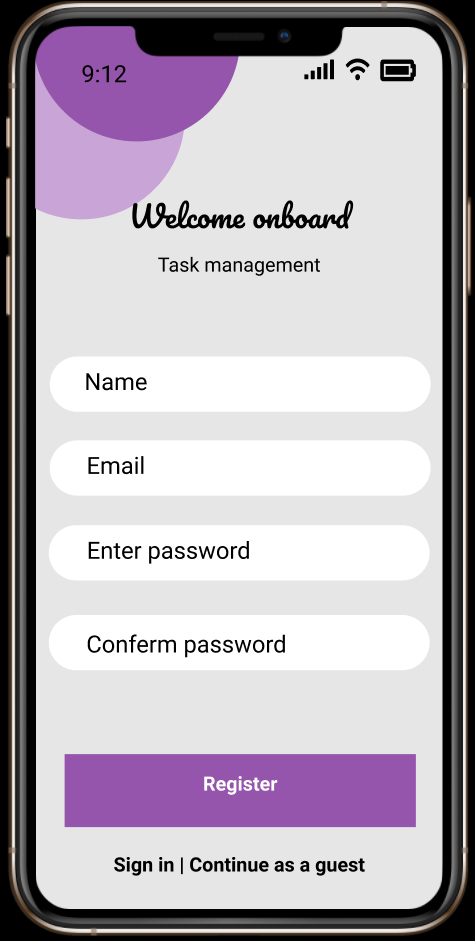 9:12
Welcome onboard
Task management
Name
Email
Enter password
Conferm password
Register
Sign in | Continue as a guest